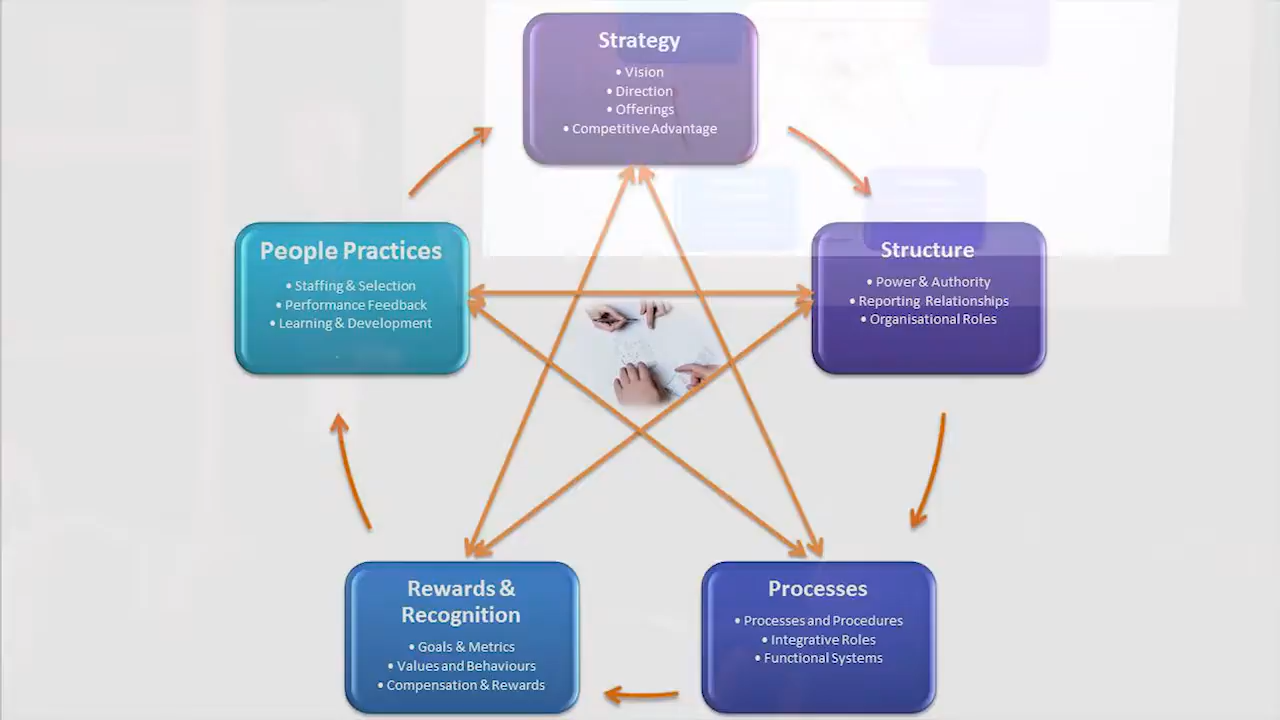 Strategy
• Vision
• Direction
• Offerings
• Competitive Advantage
People Practices
• Staffing & Selection
• Performance Feedback
• Learning & Development
Structure
• Power & Authority
• Reporting Relationships
• Organisational Roles
Rewards &
Recognition
• Goals & Metrics
• Values and Behaviours
• Compensation & Rewards
Processes
• Processes and Procedures
• Integrative Roles
• Functional Systems